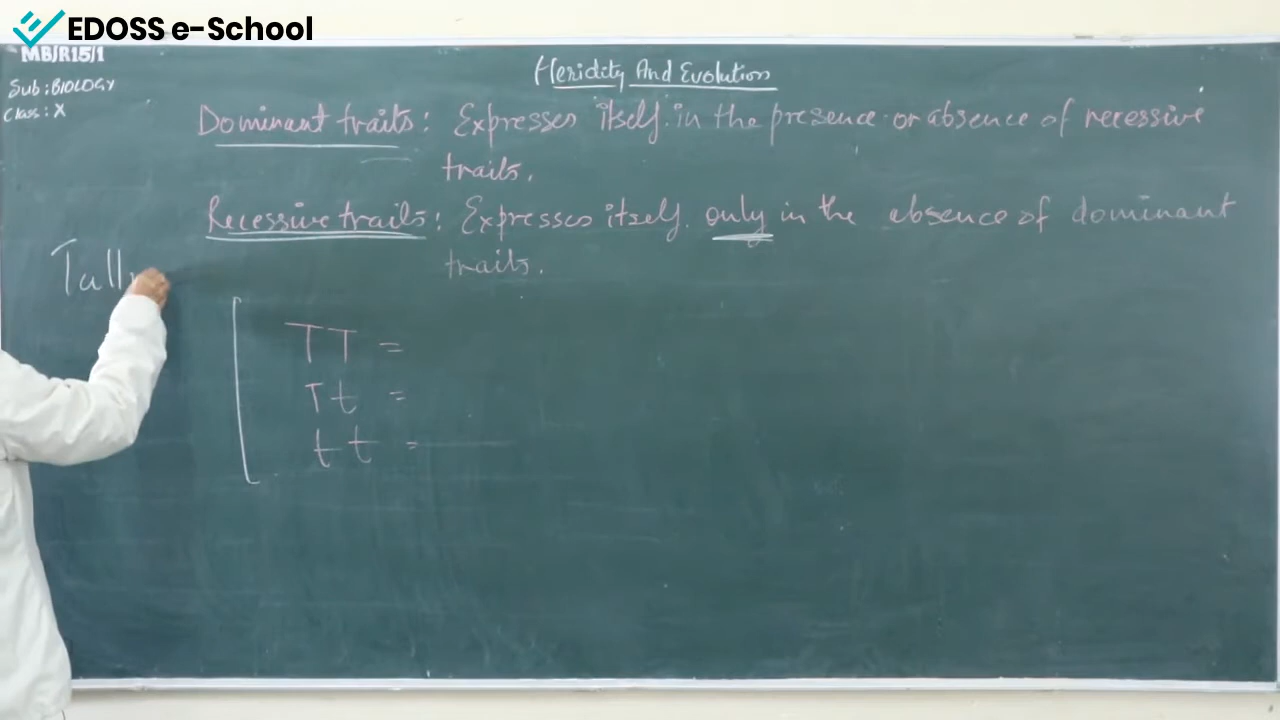 EDOSS e-School
MB/R15/1
Sub : BIOLOGY
Class : X
Heridity And Evolution
Dominant traits : Expresses itself in the presence or absence of recessive
traits.
Recessive traits : Expresses itself only in the absence of dominant
traits.
Tall
TT =
Tt =
tt =